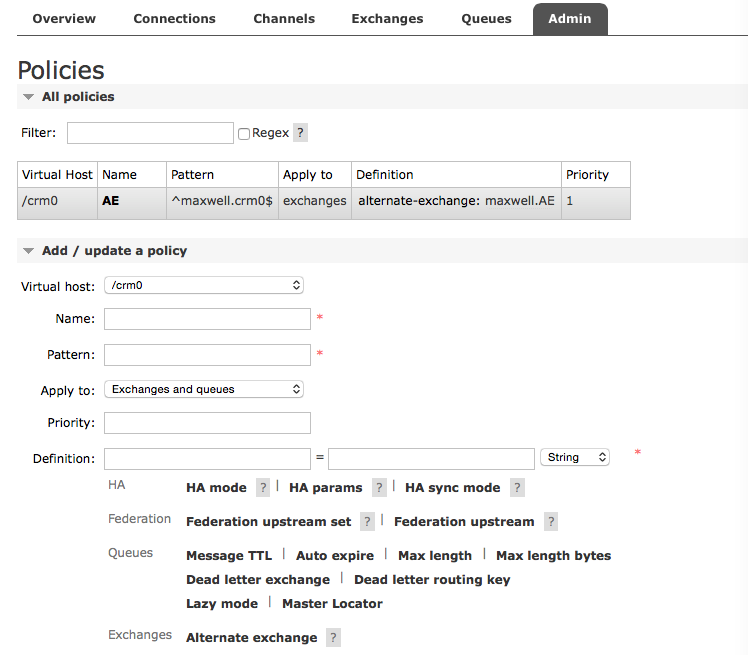 Overview Connections Channels Exchanges Queues Admin
Policies
All policies
Filter: Regex ?
Virtual Host Name Pattern Apply to Definition Priority
/crm0 AE ^maxwell.crm0$ exchanges alternate-exchange: maxwell.AE 1
Add / update a policy
Virtual host: /crm0
Name: *
Pattern: *
Apply to: Exchanges and queues
Priority:
Definition: = String *
HA HA mode ? | HA params ? | HA sync mode ?
Federation Federation upstream set ? | Federation upstream ?
Queues Message TTL | Auto expire | Max length | Max length bytes
Dead letter exchange | Dead letter routing key
Lazy mode | Master Locator
Exchanges Alternate exchange ?